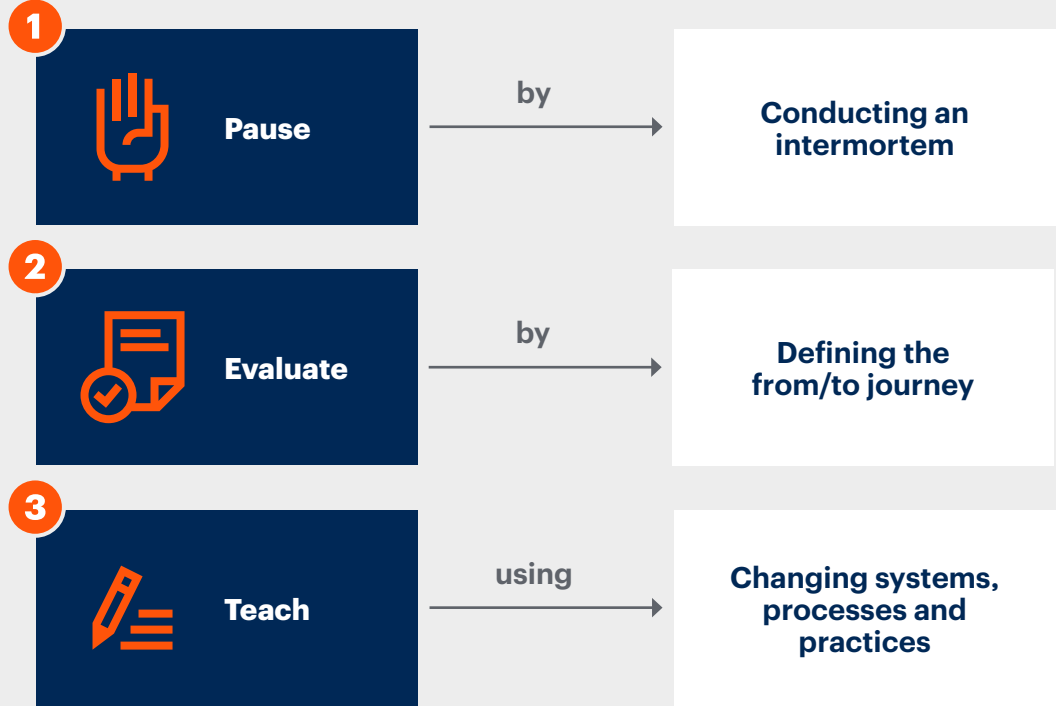 1
Pause
by
Conducting an
intermortem
2
Evaluate
by
Defining the
from/to journey
3
Teach
using
Changing systems,
processes and
practices